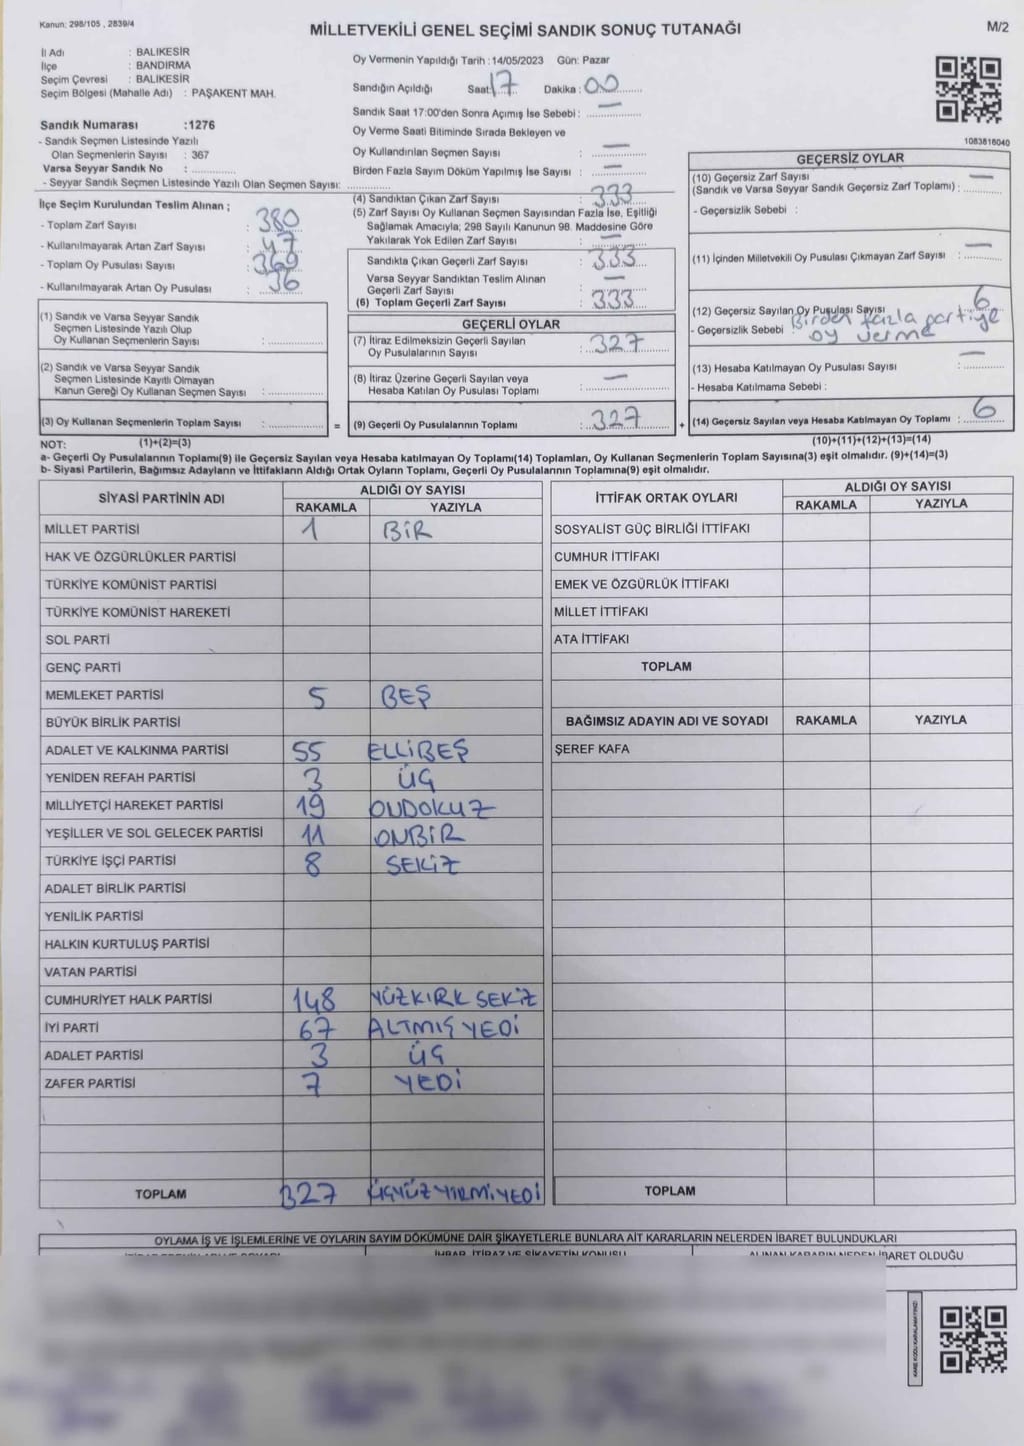 Kanun: 298/105 , 2839/4
MİLLETVEKİLİ GENEL SEÇİMİ SANDIK SONUÇ TUTANAĞI
M/2
İl Adı : BALIKESİR
İlçe : BANDIRMA
Seçim Çevresi : BALIKESİR
Seçim Bölgesi (Mahalle Adı) : PAŞAKENT MAH.
Oy Vermenin Yapıldığı Tarih :14/05/2023 Gün: Pazar
Sandığın Açıldığı Saat 17 Dakika : 00
Sandık Saat 17:00'den Sonra Açımış İse Sebebi : —
Oy Verme Saati Bitiminde Sırada Bekleyen ve
Oy Kullandırılan Seçmen Sayısı : —
Birden Fazla Sayım Döküm Yapılmış İse Sayısı : —
Sandık Numarası :1276
- Sandık Seçmen Listesinde Yazılı
Olan Seçmenlerin Sayısı : 367
Varsa Seyyar Sandık No :
- Seyyar Sandık Seçmen Listesinde Yazılı Olan Seçmen Sayısı:
İlçe Seçim Kurulundan Teslim Alınan ;
- Toplam Zarf Sayısı : 380
- Kullanılmayarak Artan Zarf Sayısı : 47
- Toplam Oy Pusulası Sayısı : 369
- Kullanılmayarak Artan Oy Pusulası : 36
(4) Sandıktan Çıkan Zarf Sayısı : 333
(5) Zarf Sayısı Oy Kullanan Seçmen Sayısından Fazla İse, Eşitliği
Sağlamak Amacıyla; 298 Sayılı Kanunun 98. Maddesine Göre
Yakılarak Yok Edilen Zarf Sayısı : —
Sandıkta Çıkan Geçerli Zarf Sayısı : 333
Varsa Seyyar Sandıktan Teslim Alınan
Geçerli Zarf Sayısı : —
(6) Toplam Geçerli Zarf Sayısı : 333
1083816040
GEÇERSİZ OYLAR
(10) Geçersiz Zarf Sayısı —
(Sandık ve Varsa Seyyar Sandık Geçersiz Zarf Toplamı) :
- Geçersizlik Sebebi :
(11) İçinden Milletvekili Oy Pusulası Çıkmayan Zarf Sayısı : —
(12) Geçersiz Sayılan Oy Pusulası Sayısı : 6
- Geçersizlik Sebebi : Birden fazla partiye
oy verme
(13) Hesaba Katılmayan Oy Pusulası Sayısı : —
- Hesaba Katılmama Sebebi :
(14) Geçersiz Sayılan veya Hesaba Katılmayan Oy Toplamı : 6
(10)+(11)+(12)+(13)=(14)
(1) Sandık ve Varsa Seyyar Sandık
Seçmen Listesinde Yazılı Olup
Oy Kullanan Seçmenlerin Sayısı :
(2) Sandık ve Varsa Seyyar Sandık
Seçmen Listesinde Kayıtlı Olmayan
Kanun Gereği Oy Kullanan Seçmen Sayısı :
(3) Oy Kullanan Seçmenlerin Toplam Sayısı : =
GEÇERLİ OYLAR
(7) İtiraz Edilmeksizin Geçerli Sayılan
Oy Pusulalarının Sayısı : 327
(8) İtiraz Üzerine Geçerli Sayılan veya
Hesaba Katılan Oy Pusulası Toplamı : —
(9) Geçerli Oy Pusulalarının Toplamı : 327 +
NOT: (1)+(2)=(3)
a- Geçerli Oy Pusulalarının Toplamı(9) ile Geçersiz Sayılan veya Hesaba katılmayan Oy Toplamı(14) Toplamları, Oy Kullanan Seçmenlerin Toplam Sayısına(3) eşit olmalıdır. (9)+(14)=(3)
b- Siyasi Partilerin, Bağımsız Adayların ve İttifakların Aldığı Ortak Oyların Toplamı, Geçerli Oy Pusulalarının Toplamına(9) eşit olmalıdır.
SİYASİ PARTİNİN ADI ALDIĞI OY SAYISI
RAKAMLA YAZIYLA
MİLLET PARTİSİ 1 BİR
HAK VE ÖZGÜRLÜKLER PARTİSİ
TÜRKİYE KOMÜNİST PARTİSİ
TÜRKİYE KOMÜNİST HAREKETİ
SOL PARTİ
GENÇ PARTİ
MEMLEKET PARTİSİ 5 BEŞ
BÜYÜK BİRLİK PARTİSİ
ADALET VE KALKINMA PARTİSİ 55 ELLİBEŞ
YENİDEN REFAH PARTİSİ 3 ÜÇ
MİLLİYETÇİ HAREKET PARTİSİ 19 ONDOKUZ
YEŞİLLER VE SOL GELECEK PARTİSİ 11 ONBİR
TÜRKİYE İŞÇİ PARTİSİ 8 SEKİZ
ADALET BİRLİK PARTİSİ
YENİLİK PARTİSİ
HALKIN KURTULUŞ PARTİSİ
VATAN PARTİSİ
CUMHURİYET HALK PARTİSİ 148 YÜZKIRK SEKİZ
İYİ PARTİ 67 ALTMIŞ YEDİ
ADALET PARTİSİ 3 ÜÇ
ZAFER PARTİSİ 7 YEDİ
TOPLAM 327 ÜÇYÜZYİRMİYEDİ
İTTİFAK ORTAK OYLARI ALDIĞI OY SAYISI
RAKAMLA YAZIYLA
SOSYALİST GÜÇ BİRLİĞİ İTTİFAKI
CUMHUR İTTİFAKI
EMEK VE ÖZGÜRLÜK İTTİFAKI
MİLLET İTTİFAKI
ATA İTTİFAKI
TOPLAM
BAĞIMSIZ ADAYIN ADI VE SOYADI RAKAMLA YAZIYLA
ŞEREF KAFA
TOPLAM
OYLAMA İŞ VE İŞLEMLERİNE VE OYLARIN SAYIM DÖKÜMÜNE DAİR ŞİKAYETLERLE BUNLARA AİT KARARLARIN NELERDEN İBARET BULUNDUKLARI
İHBAR, İTİRAZ VE ŞİKAYETİN KONUSU ALINAN KARARIN NEDEN İBARET OLDUĞU
KARE KODU KARALAMAYINIZ!